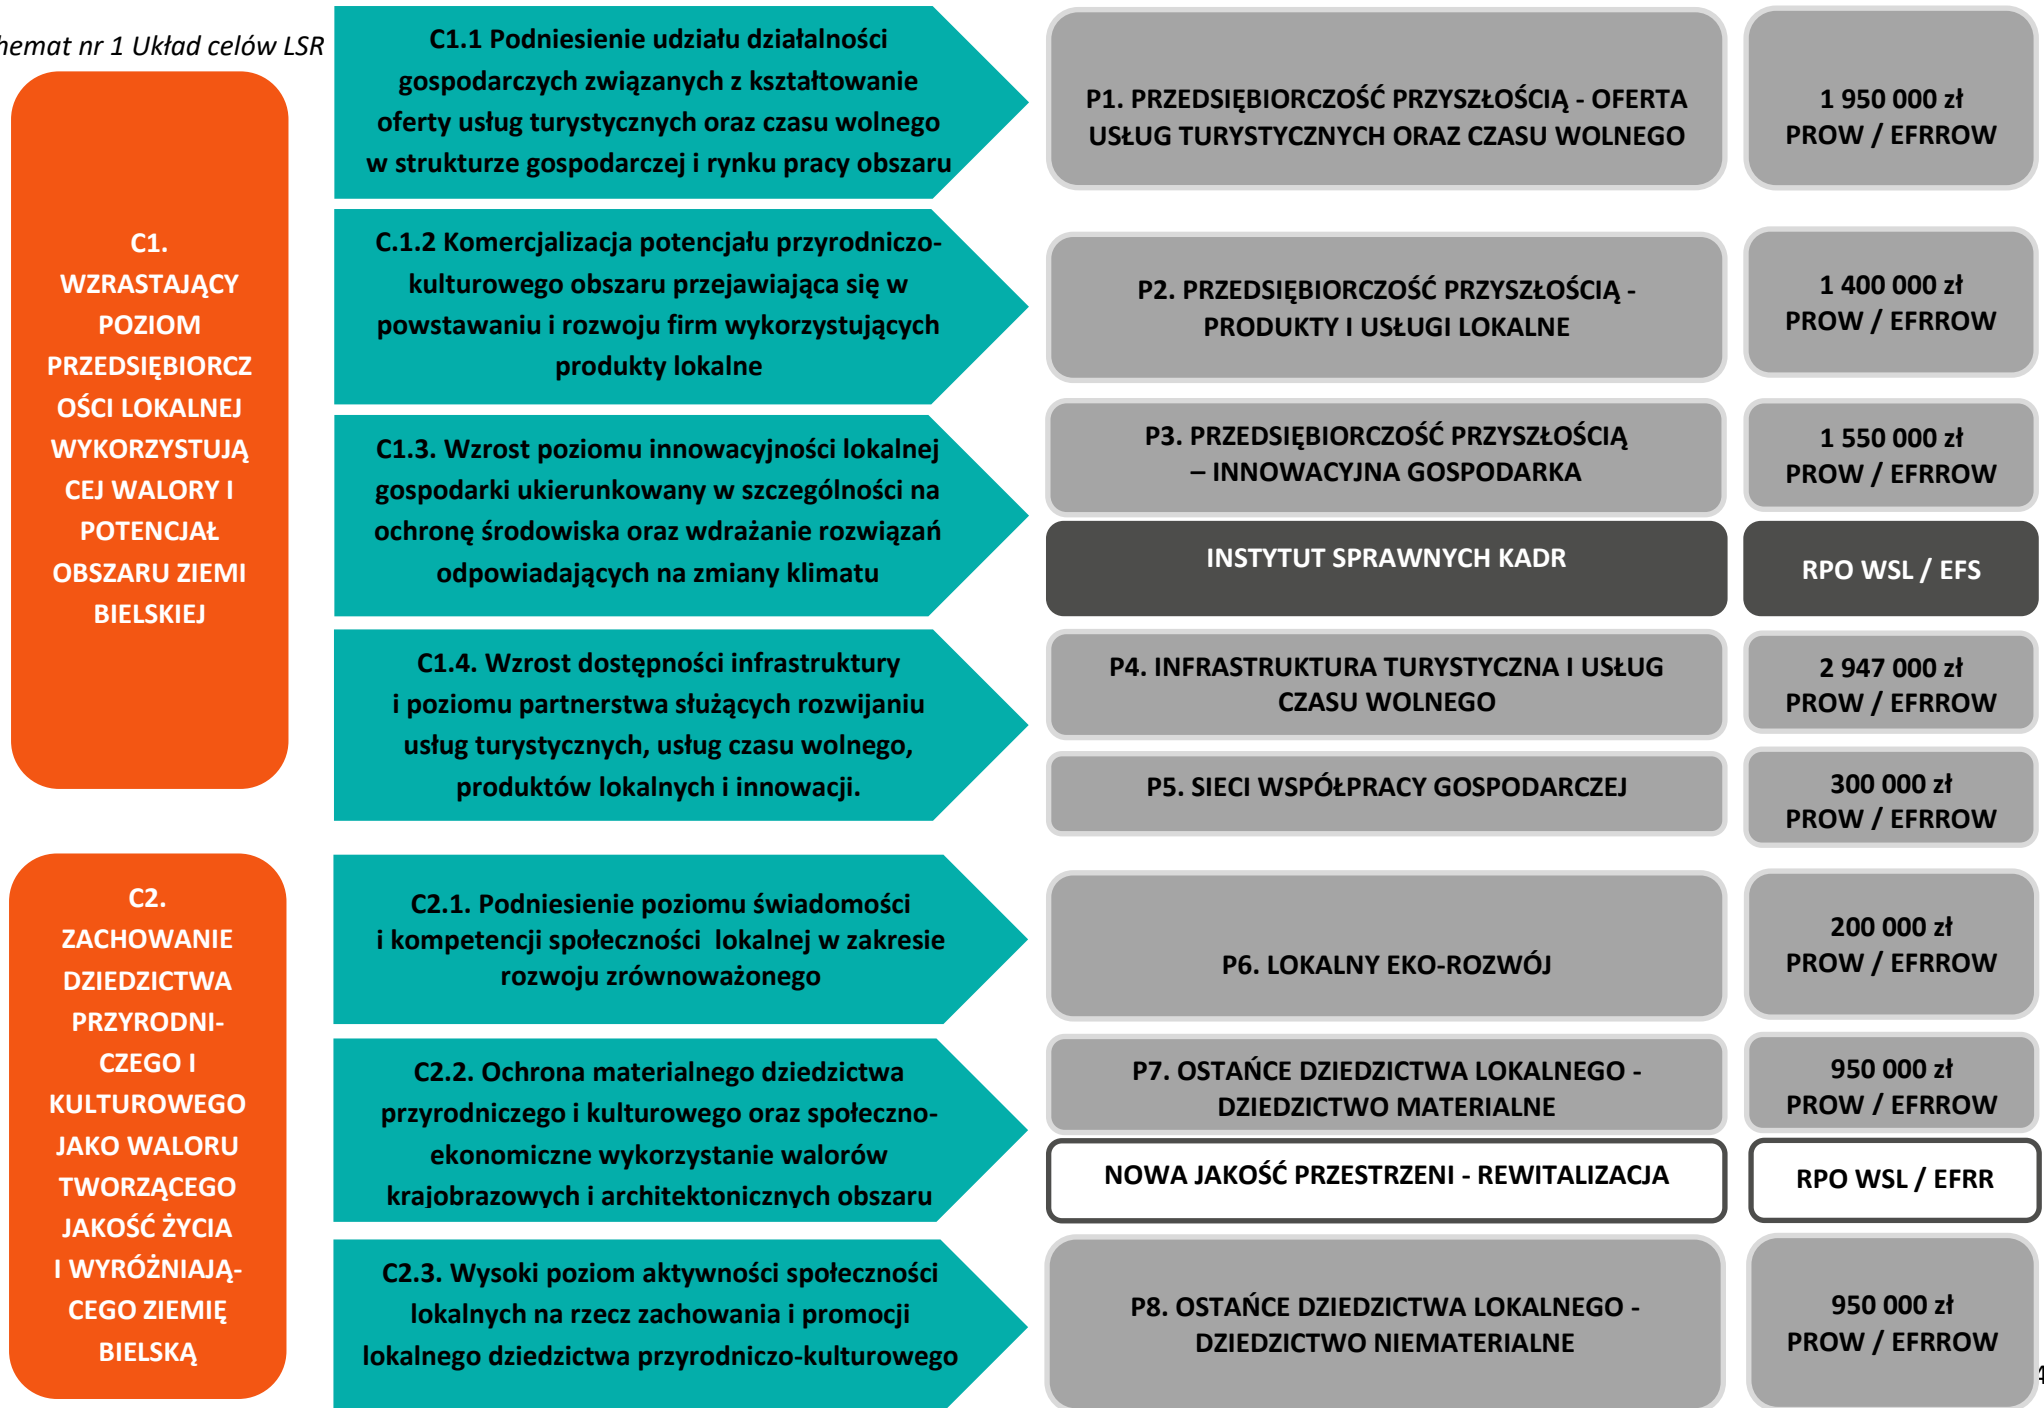 hemat nr 1 Układ celów LSR
C1.
WZRASTAJĄCY
POZIOM
PRZEDSIĘBIORCZ
OŚCI LOKALNEJ
WYKORZYSTUJĄ
CEJ WALORY I
POTENCJAŁ
OBSZARU ZIEMI
BIELSKIEJ
C1.1 Podniesienie udziału działalności
gospodarczych związanych z kształtowanie
oferty usług turystycznych oraz czasu wolnego
w strukturze gospodarczej i rynku pracy obszaru
P1. PRZEDSIĘBIORCZOŚĆ PRZYSZŁOŚCIĄ - OFERTA
USŁUG TURYSTYCZNYCH ORAZ CZASU WOLNEGO
1 950 000 zł
PROW / EFRROW
C.1.2 Komercjalizacja potencjału przyrodniczo-
kulturowego obszaru przejawiająca się w
powstawaniu i rozwoju firm wykorzystujących
produkty lokalne
P2. PRZEDSIĘBIORCZOŚĆ PRZYSZŁOŚCIĄ -
PRODUKTY I USŁUGI LOKALNE
1 400 000 zł
PROW / EFRROW
C1.3. Wzrost poziomu innowacyjności lokalnej
gospodarki ukierunkowany w szczególności na
ochronę środowiska oraz wdrażanie rozwiązań
odpowiadających na zmiany klimatu
P3. PRZEDSIĘBIORCZOŚĆ PRZYSZŁOŚCIĄ
– INNOWACYJNA GOSPODARKA
1 550 000 zł
PROW / EFRROW
INSTYTUT SPRAWNYCH KADR
RPO WSL / EFS
C1.4. Wzrost dostępności infrastruktury
i poziomu partnerstwa służących rozwijaniu
usług turystycznych, usług czasu wolnego,
produktów lokalnych i innowacji.
P4. INFRASTRUKTURA TURYSTYCZNA I USŁUG
CZASU WOLNEGO
2 947 000 zł
PROW / EFRROW
P5. SIECI WSPÓŁPRACY GOSPODARCZEJ
300 000 zł
PROW / EFRROW
C2.
ZACHOWANIE
DZIEDZICTWA
PRZYRODNI-
CZEGO I
KULTUROWEGO
JAKO WALORU
TWORZĄCEGO
JAKOŚĆ ŻYCIA
I WYRÓŻNIAJĄ-
CEGO ZIEMIĘ
BIELSKĄ
C2.1. Podniesienie poziomu świadomości
i kompetencji społeczności lokalnej w zakresie
rozwoju zrównoważonego
P6. LOKALNY EKO-ROZWÓJ
200 000 zł
PROW / EFRROW
C2.2. Ochrona materialnego dziedzictwa
przyrodniczego i kulturowego oraz społeczno-
ekonomiczne wykorzystanie walorów
krajobrazowych i architektonicznych obszaru
P7. OSTAŃCE DZIEDZICTWA LOKALNEGO -
DZIEDZICTWO MATERIALNE
950 000 zł
PROW / EFRROW
NOWA JAKOŚĆ PRZESTRZENI - REWITALIZACJA
RPO WSL / EFRR
C2.3. Wysoki poziom aktywności społeczności
lokalnych na rzecz zachowania i promocji
lokalnego dziedzictwa przyrodniczo-kulturowego
P8. OSTAŃCE DZIEDZICTWA LOKALNEGO -
DZIEDZICTWO NIEMATERIALNE
950 000 zł
PROW / EFRROW